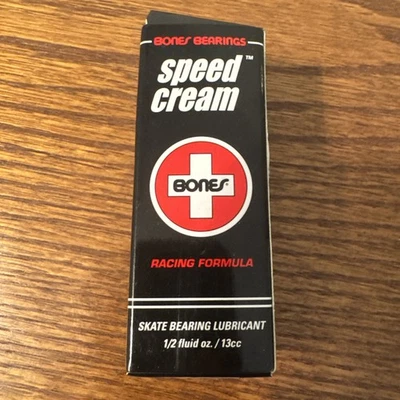 BONES BEARINGS
speed™
cream
BONES®
RACING FORMULA
SKATE BEARING LUBRICANT
1/2 fluid oz. / 13cc